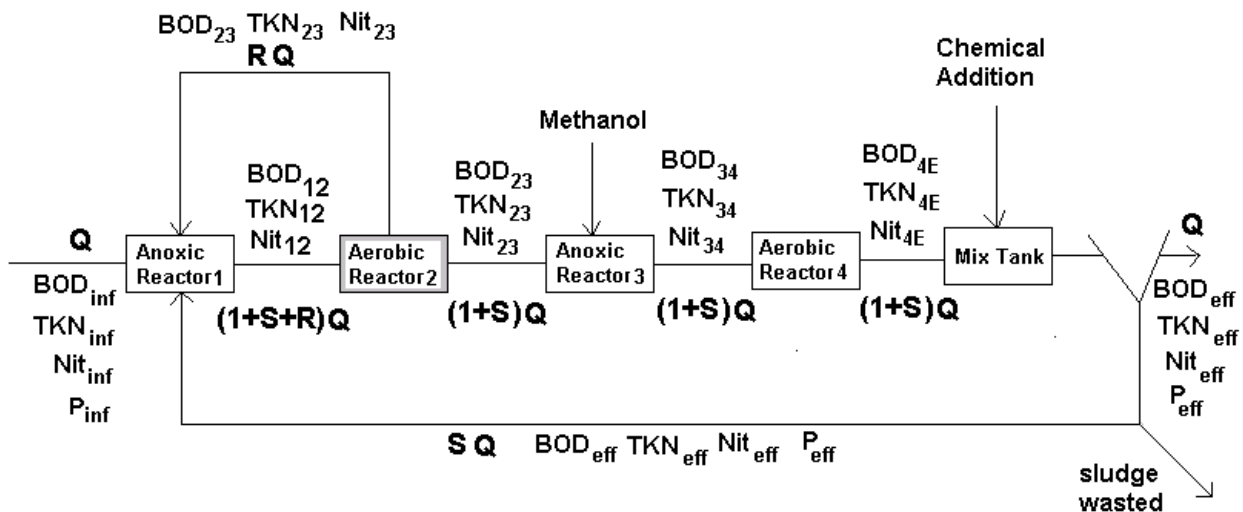 BOD23 TKN23 Nit23
R Q
Chemical
Addition
Methanol
BOD12
TKN12
Nit12
BOD23
TKN23
Nit23
BOD34
TKN34
Nit34
BOD4E
TKN4E
Nit4E
Q
Anoxic
Reactor1
Aerobic
Reactor2
Anoxic
Reactor3
Aerobic
Reactor4
Mix Tank
Q
BODinf
TKNinf
Nitinf
Pinf
(1+S+R)Q
(1+S)Q
(1+S)Q
(1+S)Q
BODeff
TKNeff
Niteff
Peff
S Q BODeff TKNeff Niteff Peff
sludge
wasted